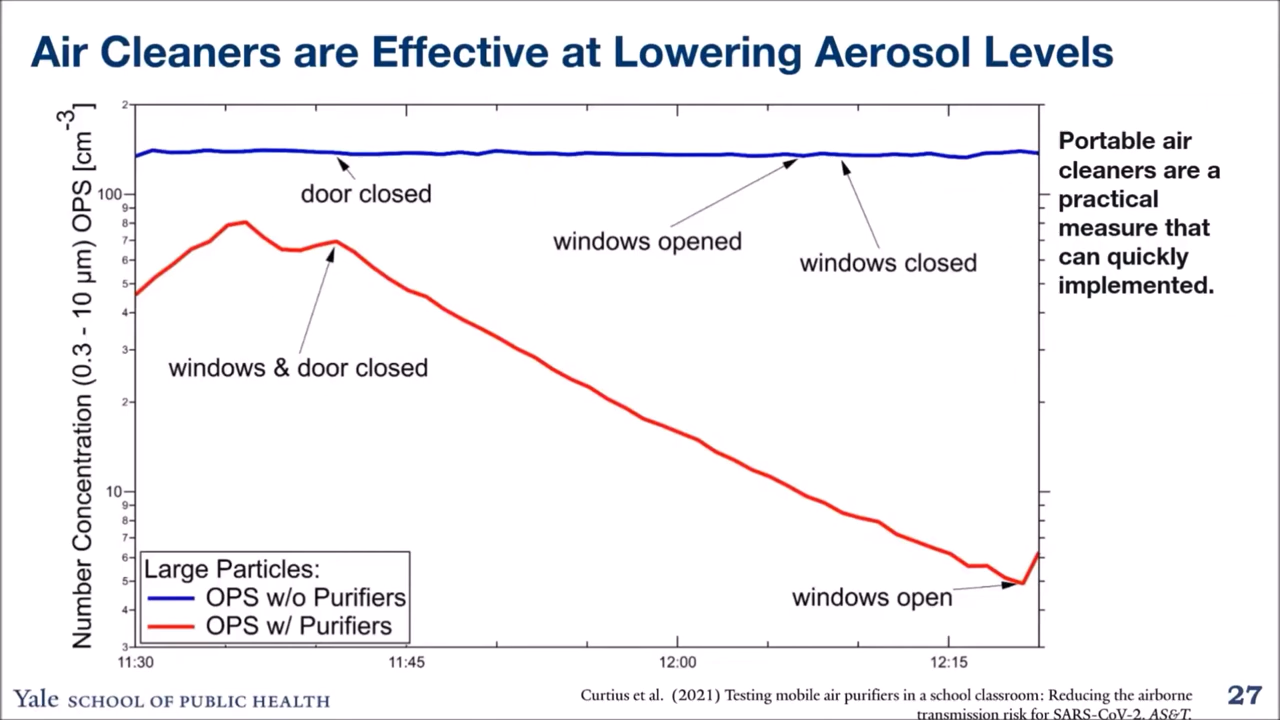 Air Cleaners are Effective at Lowering Aerosol Levels
Number Concentration (0.3 - 10 μm) OPS [cm⁻³]
2
100
9
8
7
6
5
4
3
2
10
9
8
7
6
5
4
3
door closed
windows opened
windows closed
windows & door closed
windows open
Large Particles:
OPS w/o Purifiers
OPS w/ Purifiers
11:30
11:45
12:00
12:15
Portable air
cleaners are a
practical
measure that
can quickly
implemented.
Yale SCHOOL OF PUBLIC HEALTH
Curtius et al. (2021) Testing mobile air purifiers in a school classroom: Reducing the airborne
transmission risk for SARS-CoV-2. AS&T.
27